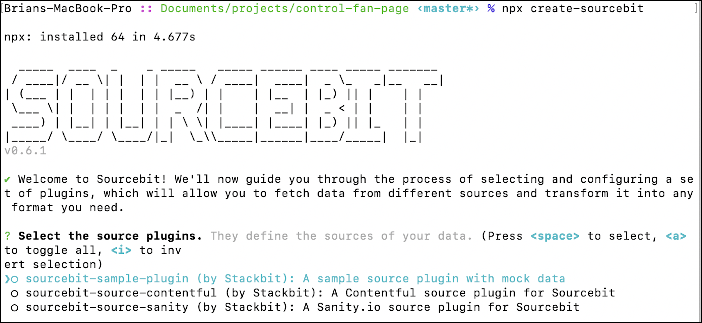 Brians-MacBook-Pro :: Documents/projects/control-fan-page ‹master*› % npx create-sourcebit
npx: installed 64 in 4.677s
SOURCEBIT
v0.6.1
✔ Welcome to Sourcebit! We'll now guide you through the process of selecting and configuring a se
t of plugins, which will allow you to fetch data from different sources and transform it into any
format you need.
? Select the source plugins. They define the sources of your data. (Press <space> to select, <a>
to toggle all, <i> to inv
ert selection)
❯○ sourcebit-sample-plugin (by Stackbit): A sample source plugin with mock data
○ sourcebit-source-contentful (by Stackbit): A Contentful source plugin for Sourcebit
○ sourcebit-source-sanity (by Stackbit): A Sanity.io source plugin for Sourcebit